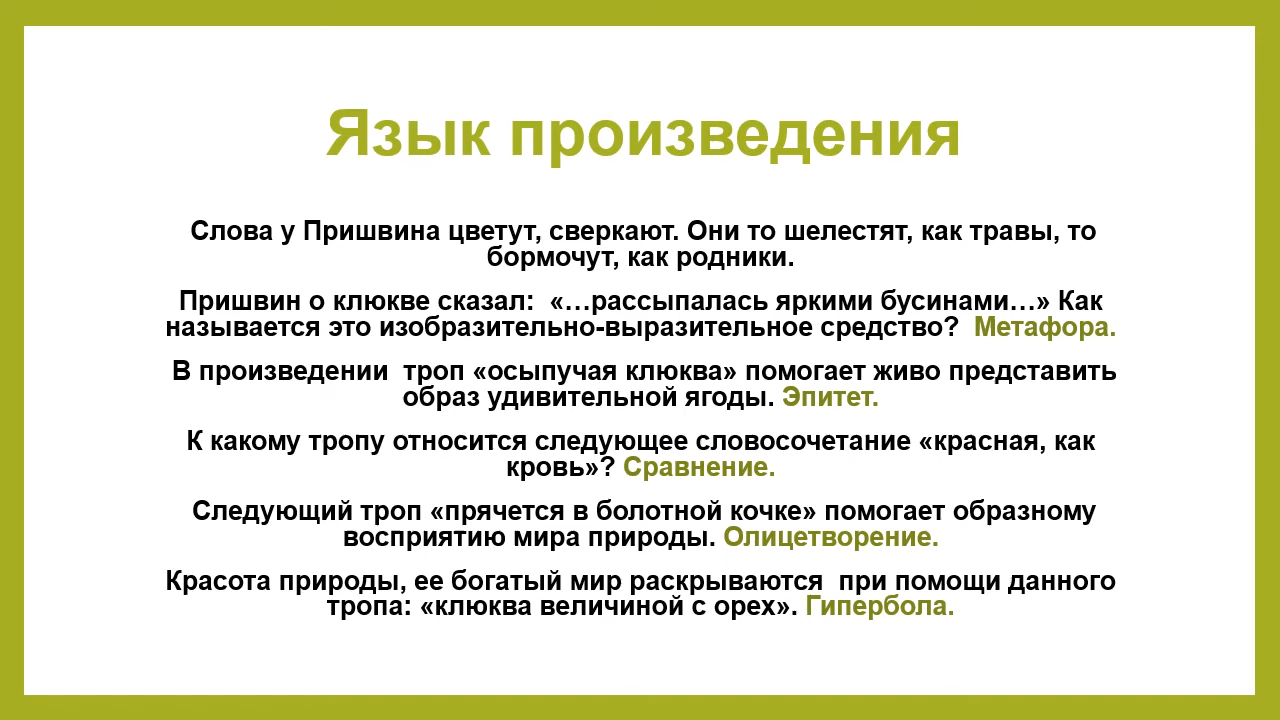 Язык произведения
Слова у Пришвина цветут, сверкают. Они то шелестят, как травы, то
бормочут, как родники.
Пришвин о клюкве сказал:  «…рассыпалась яркими бусинами…» Как
называется это изобразительно-выразительное средство?  Метафора.
В произведении  троп «осыпучая клюква» помогает живо представить
образ удивительной ягоды. Эпитет.
К какому тропу относится следующее словосочетание «красная, как
кровь»? Сравнение.
Следующий троп «прячется в болотной кочке» помогает образному
восприятию мира природы. Олицетворение.
Красота природы, ее богатый мир раскрываются  при помощи данного
тропа: «клюква величиной с орех». Гипербола.